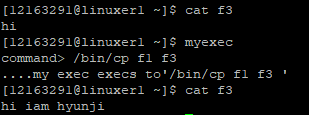 [12163291@linuxer1 ~]$ cat f3
hi
[12163291@linuxer1 ~]$ myexec
command> /bin/cp f1 f3
....my exec execs to'/bin/cp f1 f3 '
[12163291@linuxer1 ~]$ cat f3
hi iam hyunji